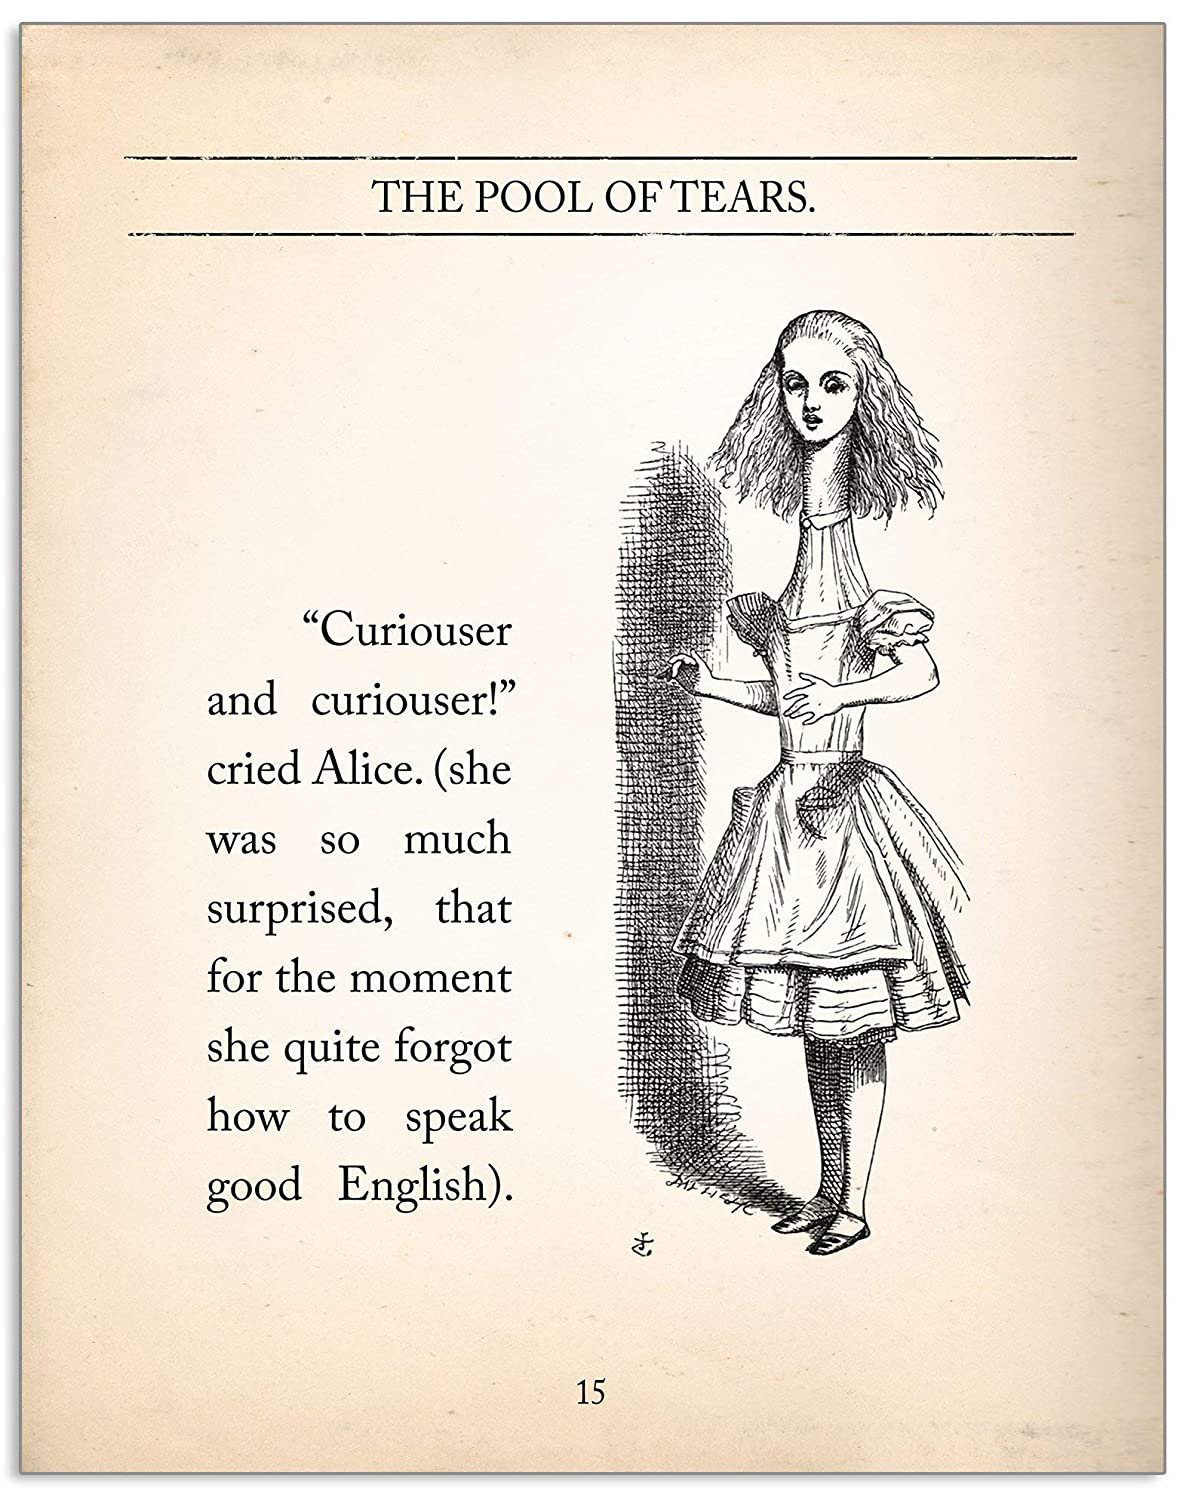 THE POOL OF TEARS.
“Curiouser
and curiouser!”
cried Alice. (she
was so much
surprised, that
for the moment
she quite forgot
how to speak
good English).
15